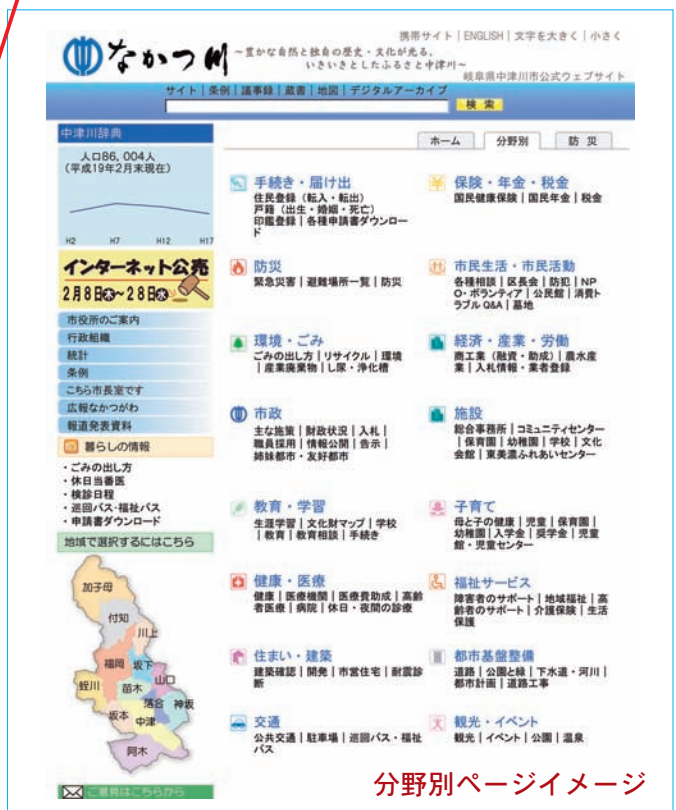 携帯サイト｜ENGLISH｜文字を大きく｜小さく
なかつ川
～豊かな自然と独自の歴史・文化が光る、
いきいきとしたふるさと中津川～
岐阜県中津川市公式ウェブサイト
サイト｜条例｜議事録｜蔵書｜地図｜デジタルアーカイブ
検 索
中津川辞典
人口86,004人
(平成19年2月末現在)
H2 H7 H12 H17
インターネット公売
2月8日木～28日水
市役所のご案内
行政組織
統計
条例
こちら市長室です
広報なかつがわ
報道発表資料
暮らしの情報
・ごみの出し方
・休日当番医
・検診日程
・巡回バス・福祉バス
・申請書ダウンロード
地域で選択するにはこちら
加子母
付知
川上
福岡
坂下
山口
蛭川
苗木
落合
神坂
坂本
中津
阿木
ご意見はこちらから
ホーム
分野別
防 災
手続き・届け出
住民登録（転入・転出）
戸籍（出生・婚姻・死亡）
印鑑登録｜各種申請書ダウンロー
ド
保険・年金・税金
国民健康保険｜国民年金｜税金
防災
緊急災害｜避難場所一覧｜防災
市民生活・市民活動
各種相談｜区長会｜防犯｜NP
O・ボランティア｜公民館｜消費ト
ラブル Q&A｜墓地
環境・ごみ
ごみの出し方｜リサイクル｜環境
｜産業廃棄物｜し尿・浄化槽
経済・産業・労働
商工業（融資・助成）｜農水産
業｜入札情報・業者登録
市政
主な施策｜財政状況｜入札｜
職員採用｜情報公開｜告示｜
姉妹都市・友好都市
施設
総合事務所｜コミュニティセンター
｜保育園｜幼稚園｜学校｜文化
会館｜東美濃ふれあいセンター
教育・学習
生涯学習｜文化財マップ｜学校
｜教育｜教育相談｜手続き
子育て
母と子の健康｜児童｜保育園｜
幼稚園｜入学金｜奨学金｜児童
館・児童センター
健康・医療
健康｜医療機関｜医療費助成｜高齢
者医療｜病院｜休日・夜間の診療
福祉サービス
障害者のサポート｜地域福祉｜高
齢者のサポート｜介護保険｜生活
保護
住まい・建築
建築確認｜開発｜市営住宅｜耐震診
断
都市基盤整備
道路｜公園と緑｜下水道・河川｜
都市計画｜道路工事
交通
公共交通｜駐車場｜巡回バス・福祉
バス
観光・イベント
観光｜イベント｜公園｜温泉
分野別ページイメージ